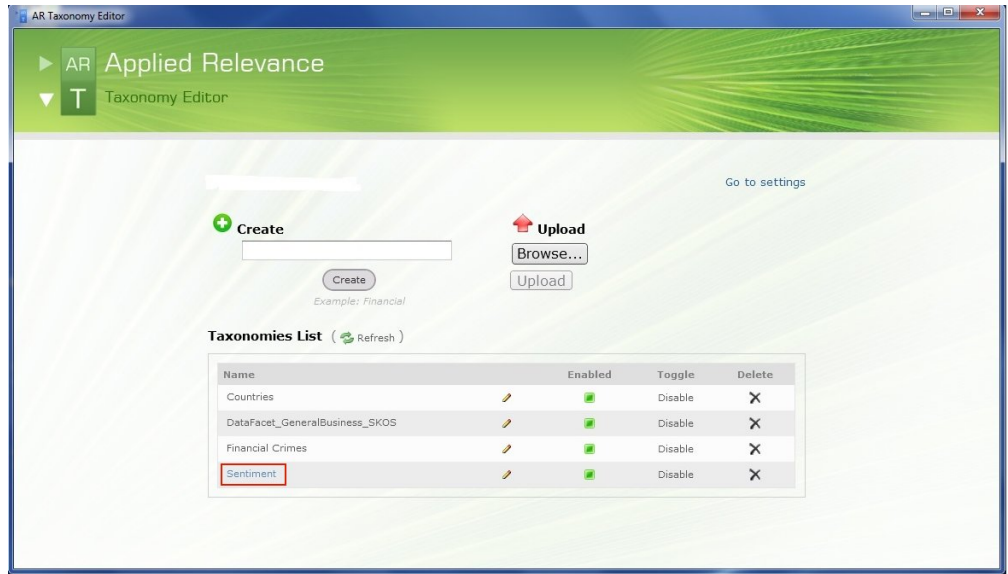 AR Taxonomy Editor
AR Applied Relevance
T Taxonomy Editor
Go to settings
Create
Upload
Browse...
Create
Upload
Example: Financial
Taxonomies List ( Refresh )
Name Enabled Toggle Delete
Countries Disable
DataFacet_GeneralBusiness_SKOS Disable
Financial Crimes Disable
Sentiment Disable